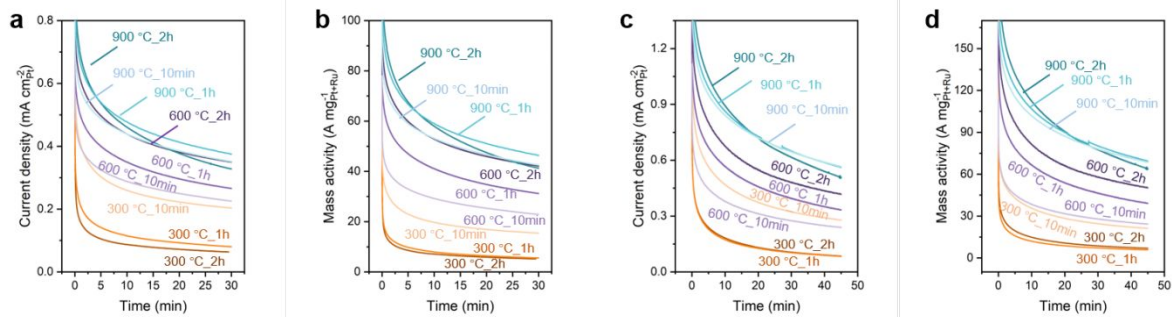 a
Current density (mA cm⁻²Pt)
0.8
0.6
0.4
0.2
0.0
900 °C_2h
900 °C_10min
900 °C_1h
600 °C_2h
600 °C_1h
600 °C_10min
300 °C_10min
300 °C_1h
300 °C_2h
0 5 10 15 20 25 30
Time (min)
b
Mass activity (A mg⁻¹Pt+Ru)
100
80
60
40
20
0
900 °C_2h
900 °C_10min
900 °C_1h
600 °C_2h
600 °C_1h
600 °C_10min
300 °C_10min
300 °C_1h
300 °C_2h
0 5 10 15 20 25 30
Time (min)
c
Current density (mA cm⁻²Pt)
1.2
0.9
0.6
0.3
0.0
900 °C_2h
900 °C_1h
900 °C_10min
600 °C_2h
600 °C_1h
300 °C_10min
600 °C_10min
300 °C_2h
300 °C_1h
0 10 20 30 40 50
Time (min)
d
Mass activity (A mg⁻¹Pt+Ru)
150
120
90
60
30
0
900 °C_2h
900 °C_1h
900 °C_10min
600 °C_2h
600 °C_1h
600 °C_10min
300 °C_10min
300 °C_2h
300 °C_1h
0 10 20 30 40 50
Time (min)